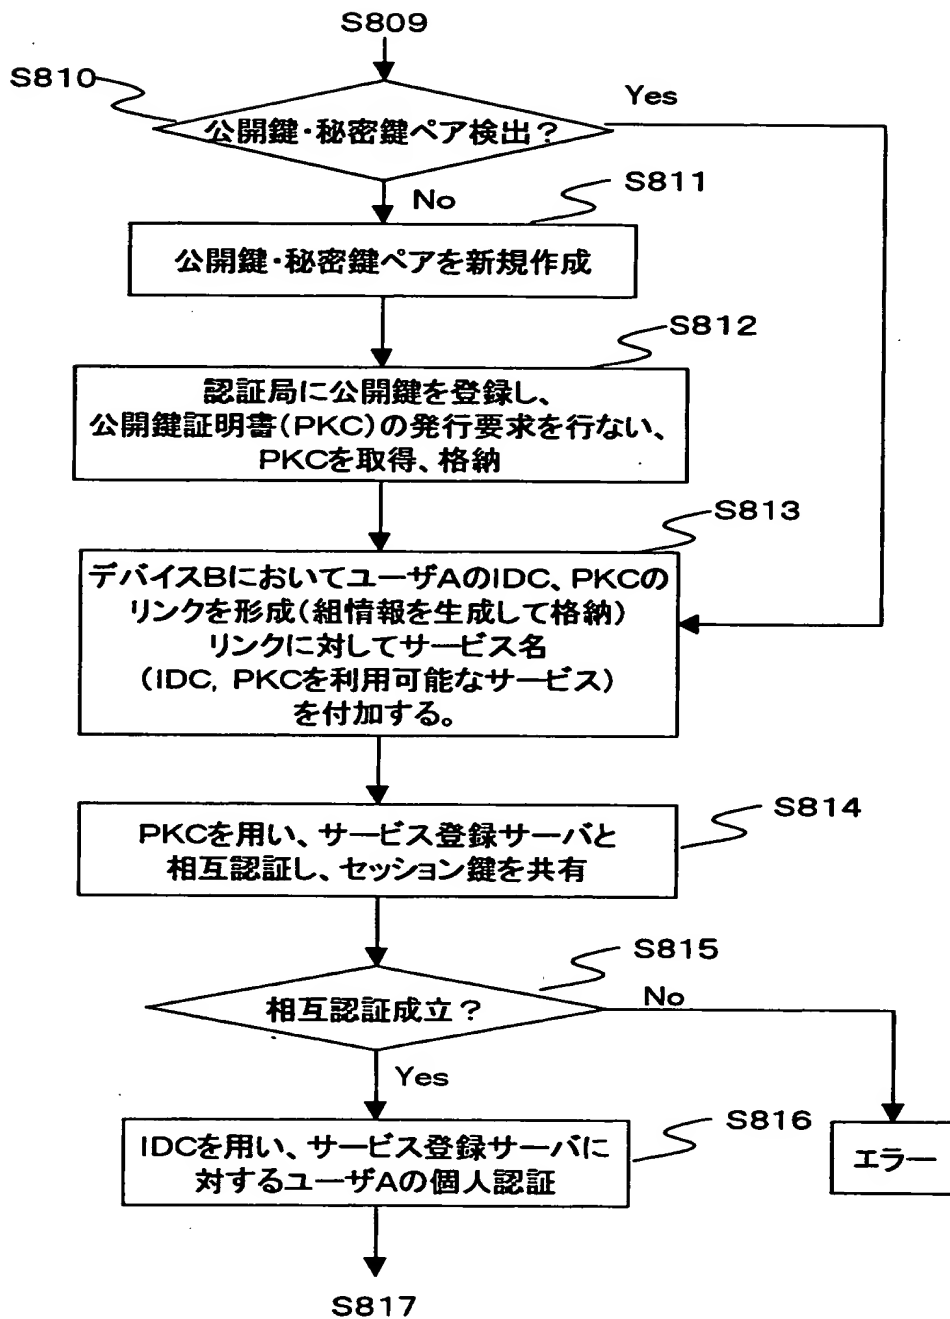 S809
S810
公開鍵・秘密鍵ペア検出？
Yes
No
S811
公開鍵・秘密鍵ペアを新規作成
S812
認証局に公開鍵を登録し、
公開鍵証明書(PKC)の発行要求を行ない、
PKCを取得、格納
S813
デバイスBにおいてユーザAのIDC、PKCの
リンクを形成(組情報を生成して格納)
リンクに対してサービス名
(IDC, PKCを利用可能なサービス)
を付加する。
S814
PKCを用い、サービス登録サーバと
相互認証し、セッション鍵を共有
S815
相互認証成立？
No
Yes
S816
IDCを用い、サービス登録サーバに
対するユーザAの個人認証
エラー
S817